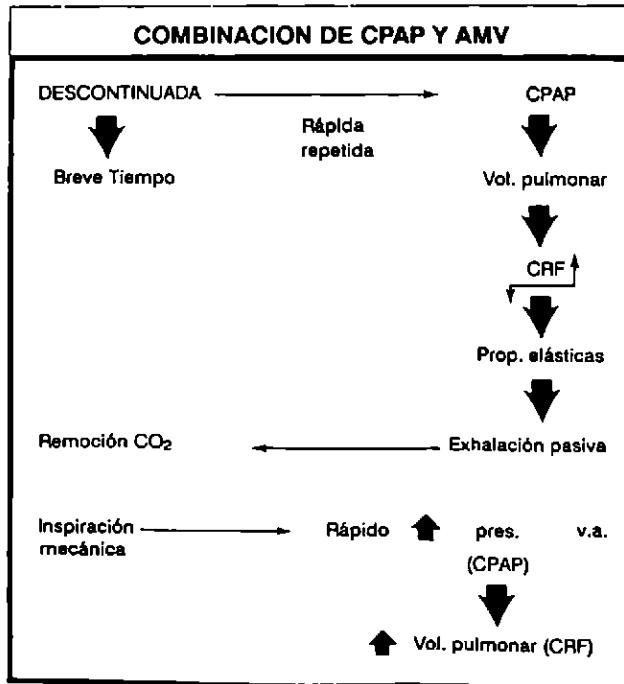 COMBINACION DE CPAP Y AMV
DESCONTINUADA CPAP
Rápida
repetida
Breve Tiempo Vol. pulmonar
CRF
Prop. elásticas
Remoción CO₂ Exhalación pasiva
Inspiración Rápido pres. v.a.
mecánica (CPAP)
Vol. pulmonar (CRF)